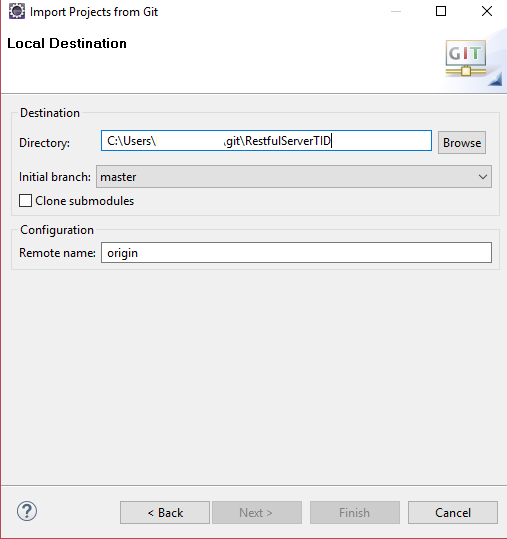 Import Projects from Git
Local Destination
GIT
Destination
Directory: C:\Users\ \git\RestfulServerTID Browse
Initial branch: master
Clone submodules
Configuration
Remote name: origin
?
< Back Next > Finish Cancel